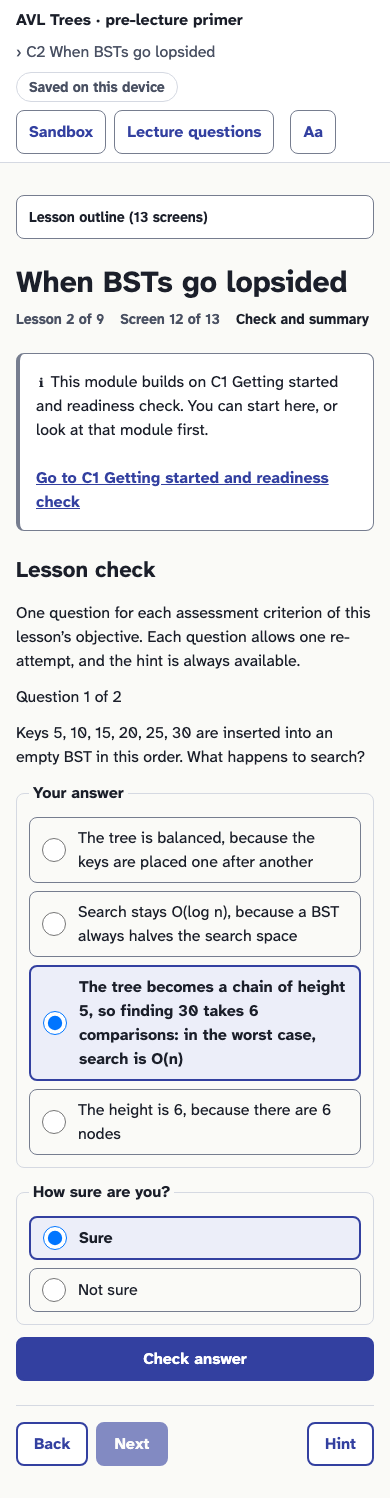 AVL Trees · pre-lecture primer
› C2 When BSTs go lopsided
Saved on this device
Sandbox
Lecture questions
Aa
Lesson outline (13 screens)
When BSTs go lopsided
Lesson 2 of 9 Screen 12 of 13 Check and summary
i This module builds on C1 Getting started
and readiness check. You can start here, or
look at that module first.
Go to C1 Getting started and readiness
check
Lesson check
One question for each assessment criterion of this
lesson’s objective. Each question allows one re-
attempt, and the hint is always available.
Question 1 of 2
Keys 5, 10, 15, 20, 25, 30 are inserted into an
empty BST in this order. What happens to search?
Your answer
The tree is balanced, because the
keys are placed one after another
Search stays O(log n), because a BST
always halves the search space
The tree becomes a chain of height
5, so finding 30 takes 6
comparisons: in the worst case,
search is O(n)
The height is 6, because there are 6
nodes
How sure are you?
Sure
Not sure
Check answer
Back
Next
Hint